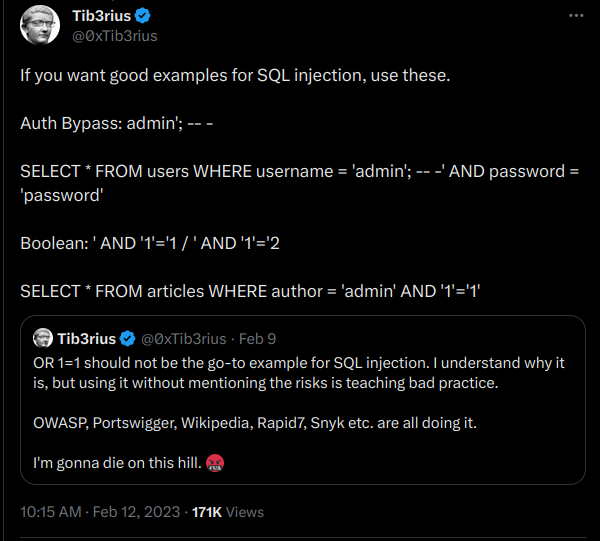 Tib3rius
@0xTib3rius
If you want good examples for SQL injection, use these.
Auth Bypass: admin'; -- -
SELECT * FROM users WHERE username = 'admin'; -- -' AND password =
'password'
Boolean: ' AND '1'='1 / ' AND '1'='2
SELECT * FROM articles WHERE author = 'admin' AND '1'='1'
Tib3rius @0xTib3rius · Feb 9
OR 1=1 should not be the go-to example for SQL injection. I understand why it
is, but using it without mentioning the risks is teaching bad practice.
OWASP, Portswigger, Wikipedia, Rapid7, Snyk etc. are all doing it.
I'm gonna die on this hill.
10:15 AM · Feb 12, 2023 · 171K Views